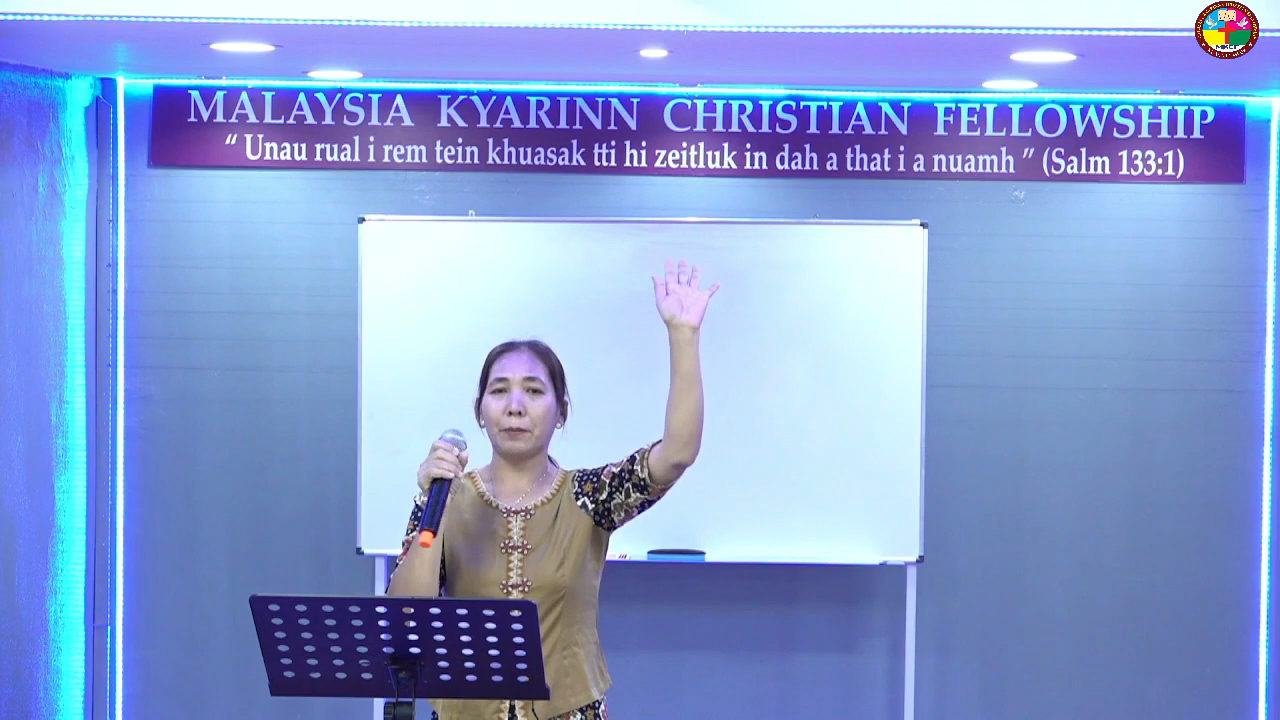 MALAYSIA KYARINN CHRISTIAN FELLOWSHIP
“ Unau rual i rem tein khuasak tti hi zeitluk in dah a that i a nuamh ” (Salm 133:1)